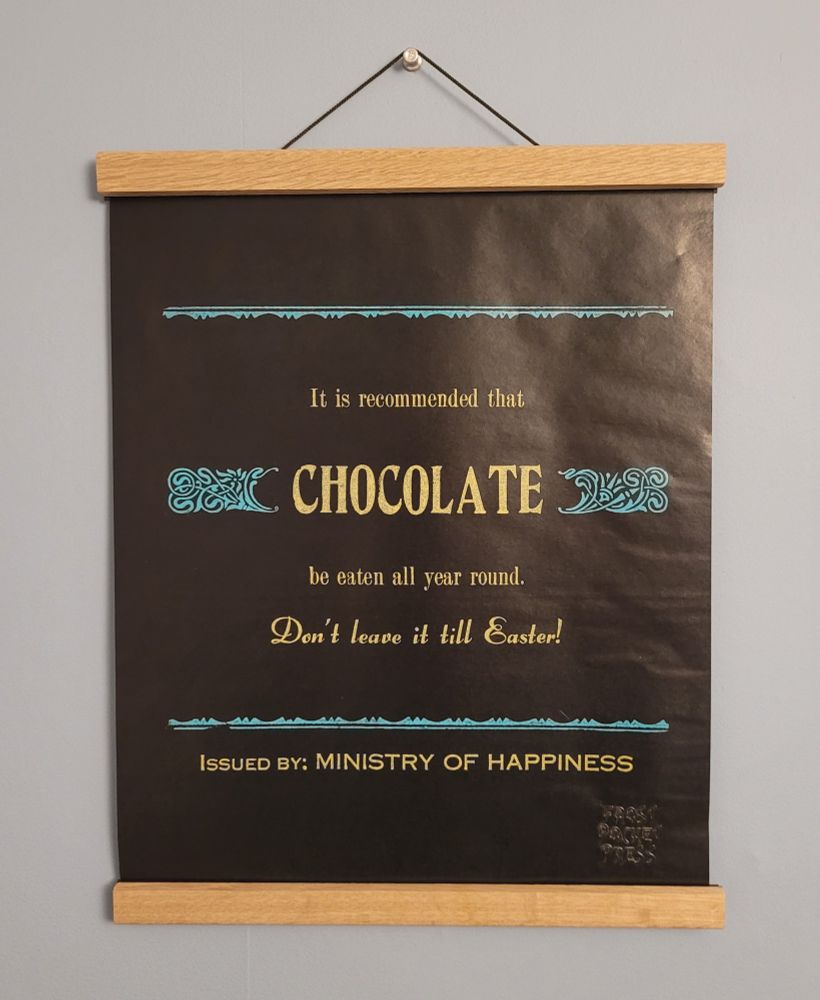 It is recommended that
CHOCOLATE
be eaten all year round.
Don't leave it till Easter!
Issued by: MINISTRY OF HAPPINESS
PRESS